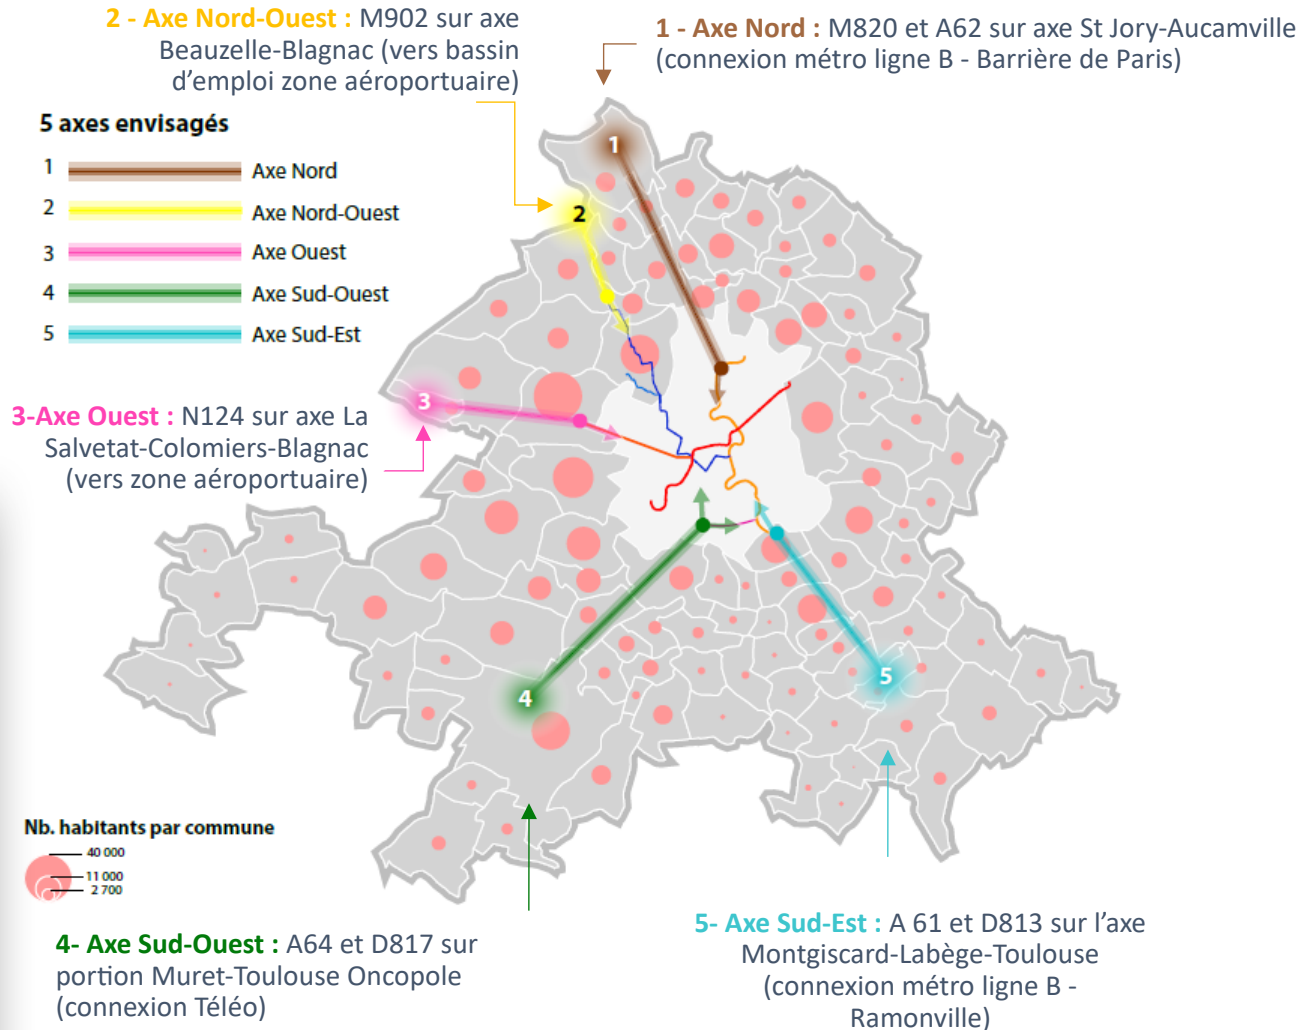 2 - Axe Nord-Ouest : M902 sur axe
Beauzelle-Blagnac (vers bassin
d’emploi zone aéroportuaire)
1 - Axe Nord : M820 et A62 sur axe St Jory-Aucamville
(connexion métro ligne B - Barrière de Paris)
5 axes envisagés
1 Axe Nord
2 Axe Nord-Ouest
3 Axe Ouest
4 Axe Sud-Ouest
5 Axe Sud-Est
1
2
3
3-Axe Ouest : N124 sur axe La
Salvetat-Colomiers-Blagnac
(vers zone aéroportuaire)
4
5
Nb. habitants par commune
40 000
11 000
2 700
4- Axe Sud-Ouest : A64 et D817 sur
portion Muret-Toulouse Oncopole
(connexion Téléo)
5- Axe Sud-Est : A 61 et D813 sur l’axe
Montgiscard-Labège-Toulouse
(connexion métro ligne B -
Ramonville)